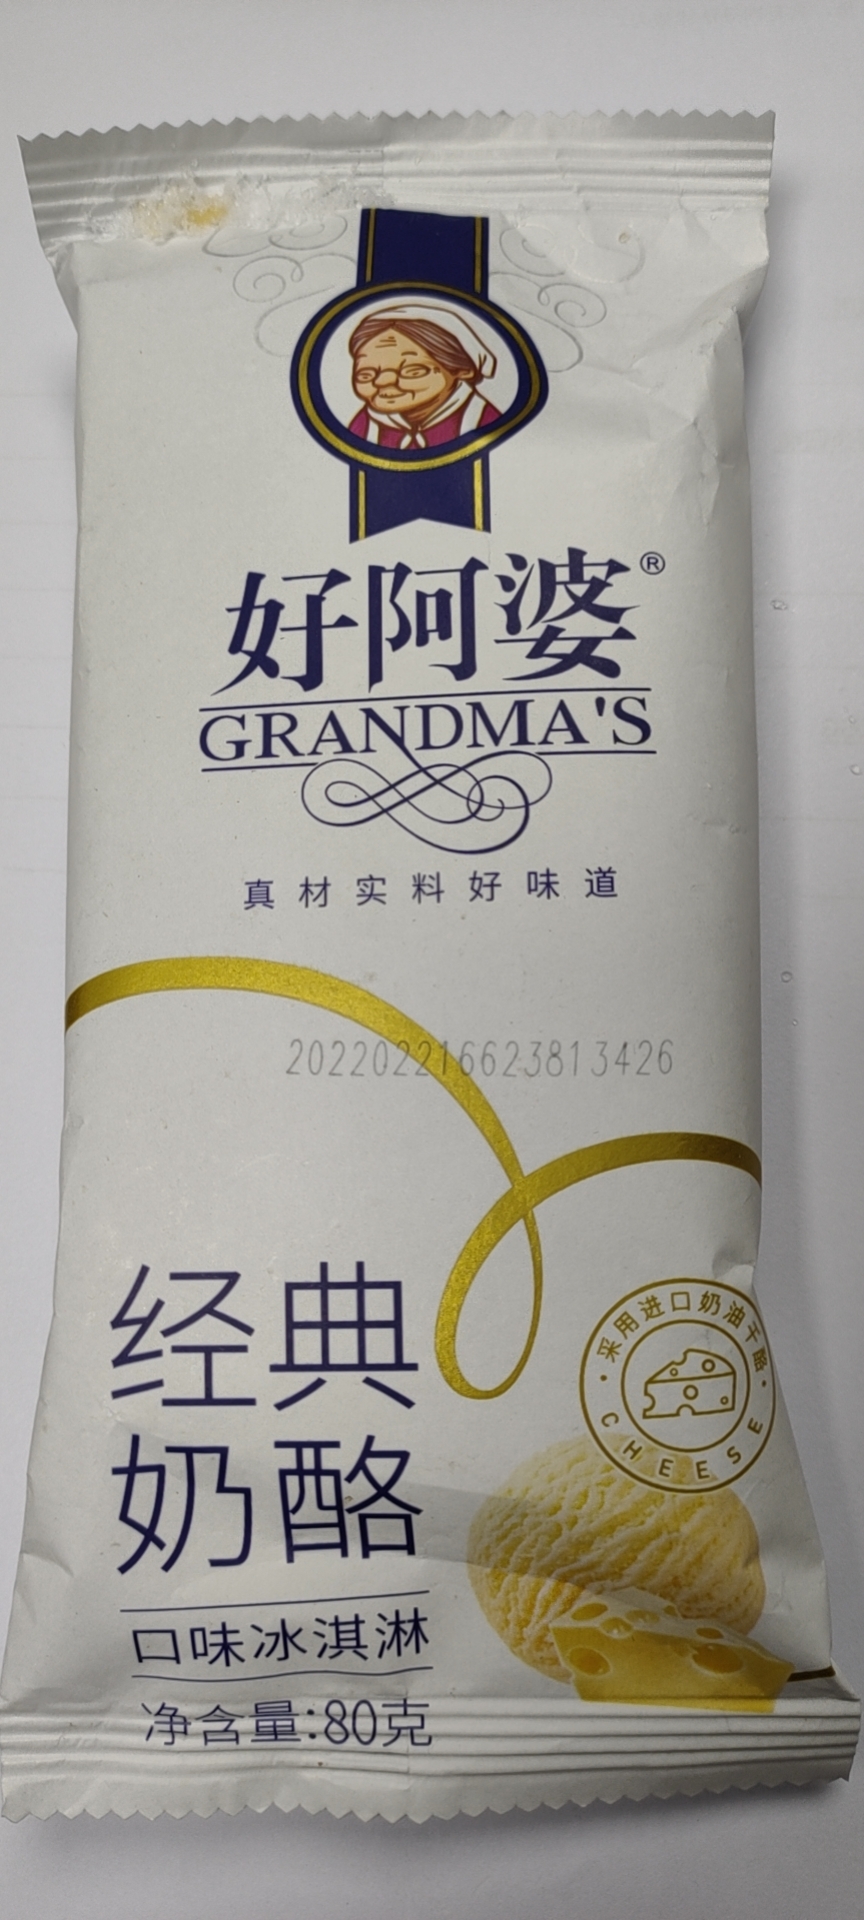 好阿婆®
GRANDMA'S
真材实料好味道
202202216623813426
经典
奶酪
·采用进口奶油干酪·
CHEESE
口味冰淇淋
净含量:80克